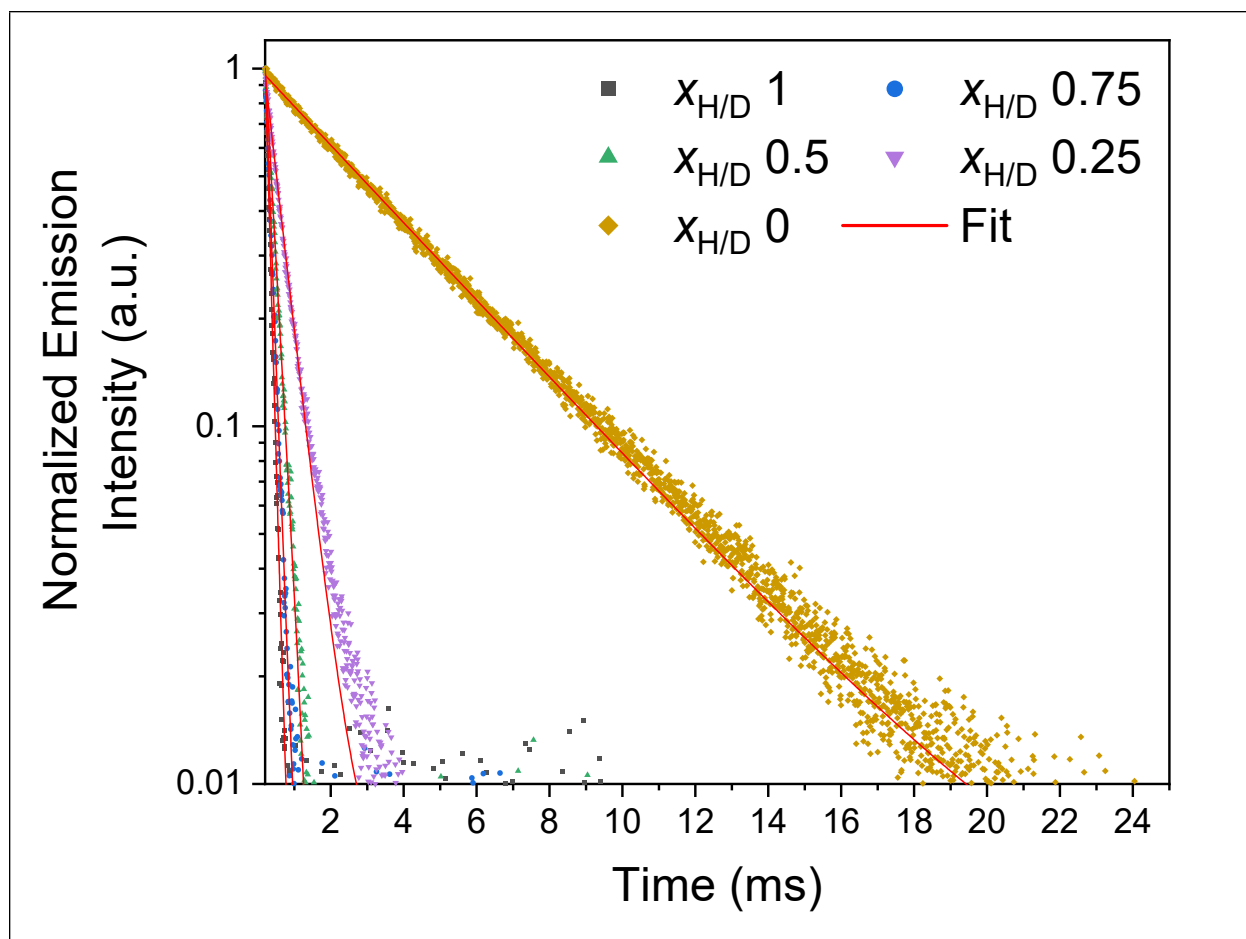 Normalized Emission
Intensity (a.u.)
1
0.1
0.01
x_H/D 1
x_H/D 0.75
x_H/D 0.5
x_H/D 0.25
x_H/D 0
Fit
2 4 6 8 10 12 14 16 18 20 22 24
Time (ms)